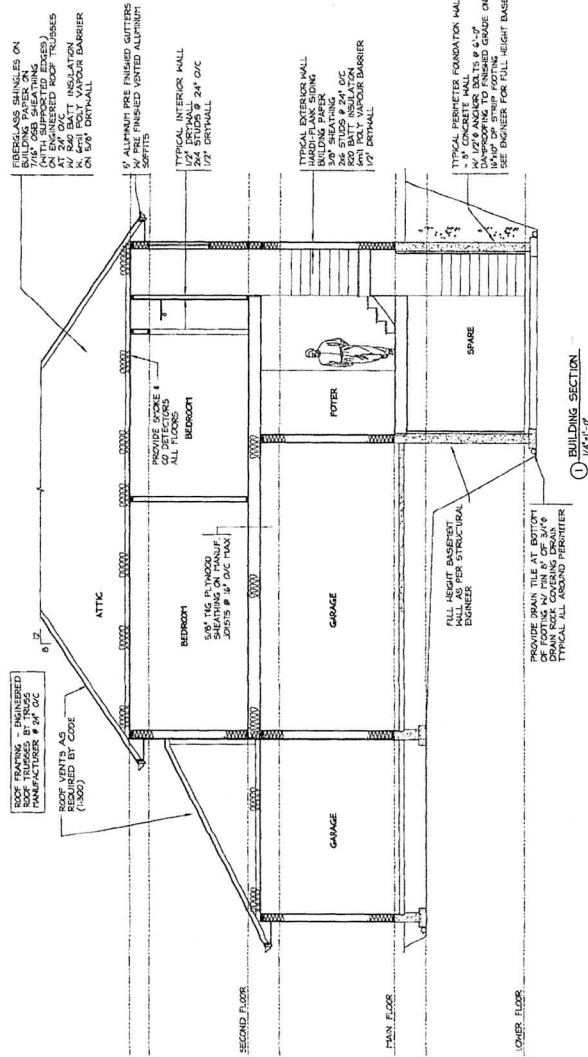 FIBERGLASS SHINGLES ON
BUILDING PAPER ON
7/16" OSB SHEATHING
(WITH SUPPORTED EDGES)
ON ENGINEERED ROOF TRUSSES
AT 24" O/C
W/ R40 BATT INSULATION
W. 6mil POLY VAPOUR BARRIER
ON 5/8" DRYWALL
5" ALUMINUM PRE FINISHED GUTTERS
W/ PRE FINISHED VENTED ALUMINUM
SOFFITS
TYPICAL INTERIOR WALL
1/2" DRYWALL
2x4 STUDS @ 24" O/C
1/2" DRYWALL
TYPICAL EXTERIOR WALL
HARDI-PLANK SIDING
BUILDING PAPER
3/8" SHEATHING
2x6 STUDS @ 24" O/C
R20 BATT INSULATION
6mil POLY VAPOUR BARRIER
1/2" DRYWALL
TYPICAL PERIMETER FOUNDATION WAL
- 8" CONCRETE WALL
W/ 1/2"Ø ANCHOR BOLTS @ 6'-0"
DAMPROOFING TO FINISHED GRADE ON
16"x10" DP STRIP FOOTING
SEE ENGINEER FOR FULL HEIGHT BASE
ROOF FRAMING - ENGINEERED
ROOF TRUSSES BY TRUSS
MANUFACTURER @ 24" O/C
ROOF VENTS AS
REQUIRED BY CODE
(1:300)
12
8
ATTIC
PROVIDE SMOKE &
CO DETECTORS
ALL FLOORS
BEDROOM
BEDROOM
5/8" T&G PLYWOOD
SHEATHING ON MANUF.
JOISTS @ 16" O/C MAX
SECOND FLOOR
GARAGE
GARAGE
FOYER
MAIN FLOOR
FULL HEIGHT BASEMENT
WALL AS PER STRUCTURAL
ENGINEER
SPARE
PROVIDE DRAIN TILE AT BOTTOM
OF FOOTING W/ MIN 6" OF 3/4"Ø
DRAIN ROCK COVERING DRAIN
TYPICAL ALL AROUND PERIMETER
LOWER FLOOR
1 BUILDING SECTION
1/4"=1'-0"